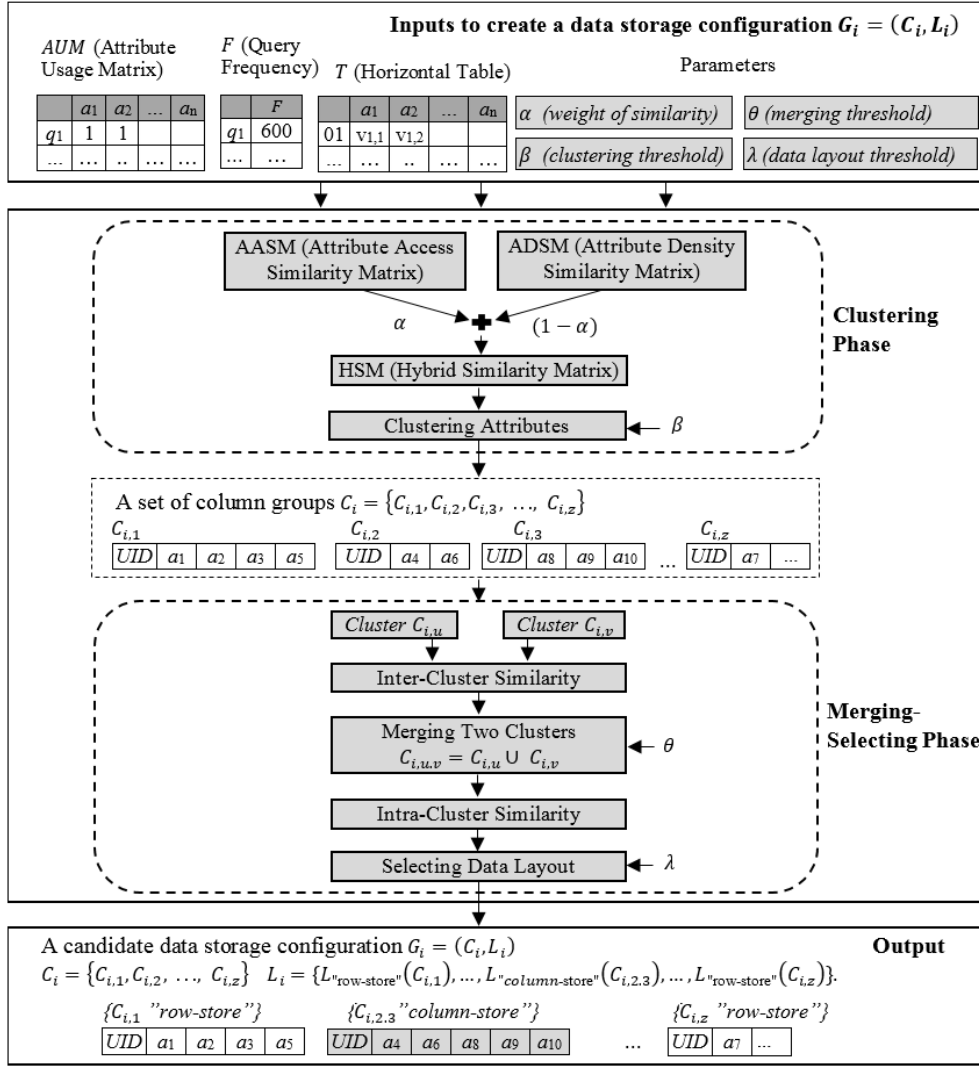 Inputs to create a data storage configuration G_i = (C_i, L_i)
AUM (Attribute Usage Matrix)
a1 a2 ... an
q1 1 1
... ... .. ... ...
F (Query Frequency)
F
q1 600
... ...
T (Horizontal Table)
a1 a2 ... an
01 v1,1 v1,2
... ... .. ... ...
Parameters
α (weight of similarity)
θ (merging threshold)
β (clustering threshold)
λ (data layout threshold)
AASM (Attribute Access Similarity Matrix)
ADSM (Attribute Density Similarity Matrix)
α
(1 − α)
HSM (Hybrid Similarity Matrix)
Clustering Attributes
β
Clustering Phase
A set of column groups C_i = {C_i,1, C_i,2, C_i,3, …, C_i,z}
C_i,1 C_i,2 C_i,3 C_i,z
UID a1 a2 a3 a5 UID a4 a6 UID a8 a9 a10 ... UID a7 ...
Cluster C_i,u
Cluster C_i,v
Inter-Cluster Similarity
Merging Two Clusters
C_i,u.v = C_i,u ∪ C_i,v
θ
Intra-Cluster Similarity
Selecting Data Layout
λ
Merging-Selecting Phase
A candidate data storage configuration G_i = (C_i, L_i)
Output
C_i = {C_i,1, C_i,2, …, C_i,z} L_i = {L"row-store"(C_i,1), …, L"column-store"(C_i,2.3), …, L"row-store"(C_i,z)}.
{C_i,1 "row-store"} {C_i,2.3 "column-store"} {C_i,z "row-store"}
UID a1 a2 a3 a5 UID a4 a6 a8 a9 a10 ... UID a7 ...